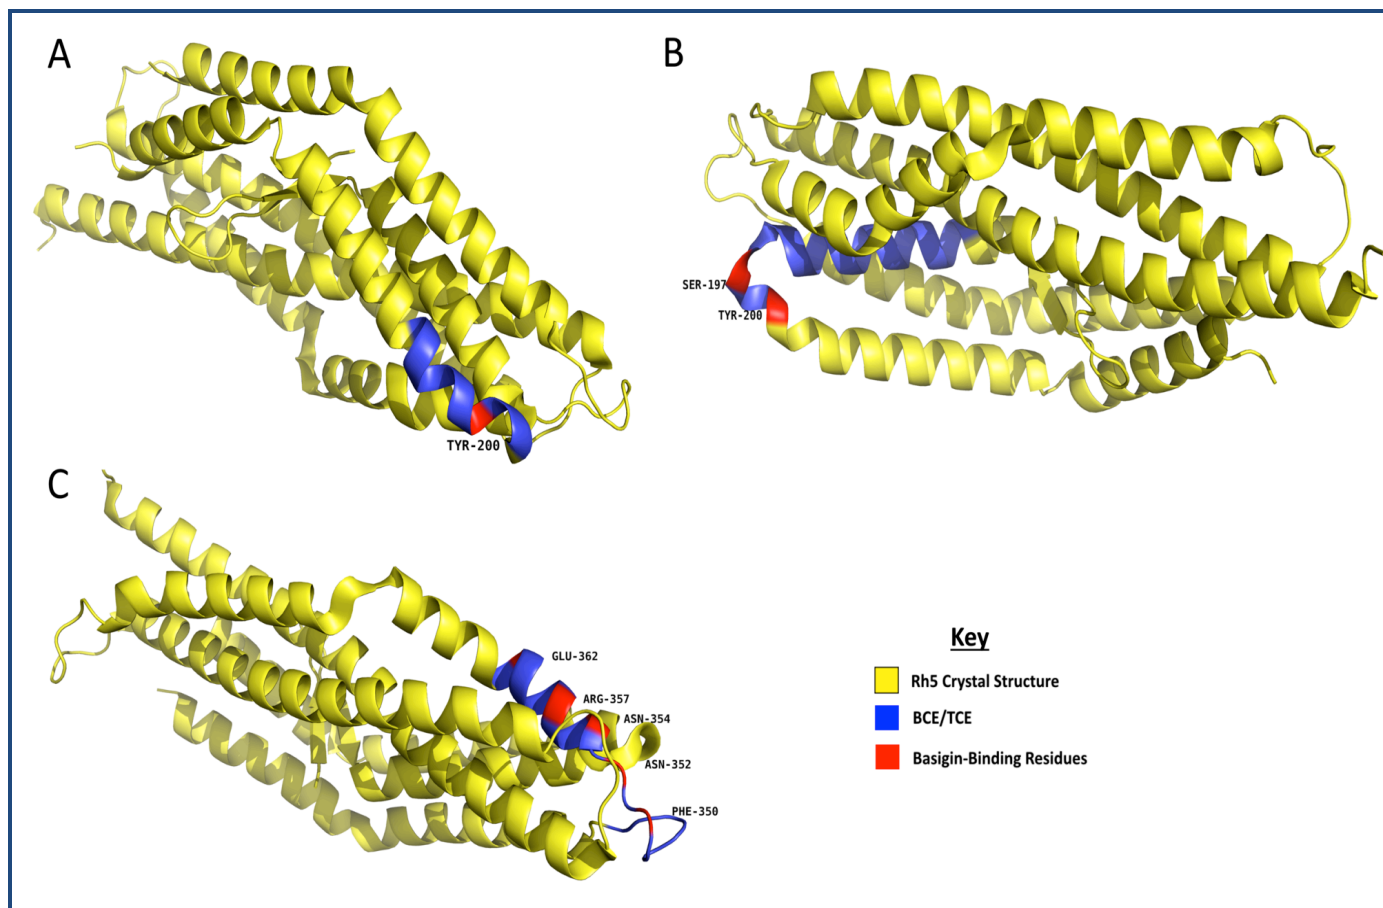 A
B
SER-197
TYR-200
TYR-200
C
GLU-362
ARG-357
ASN-354
ASN-352
PHE-350
Key
Rh5 Crystal Structure
BCE/TCE
Basigin-Binding Residues